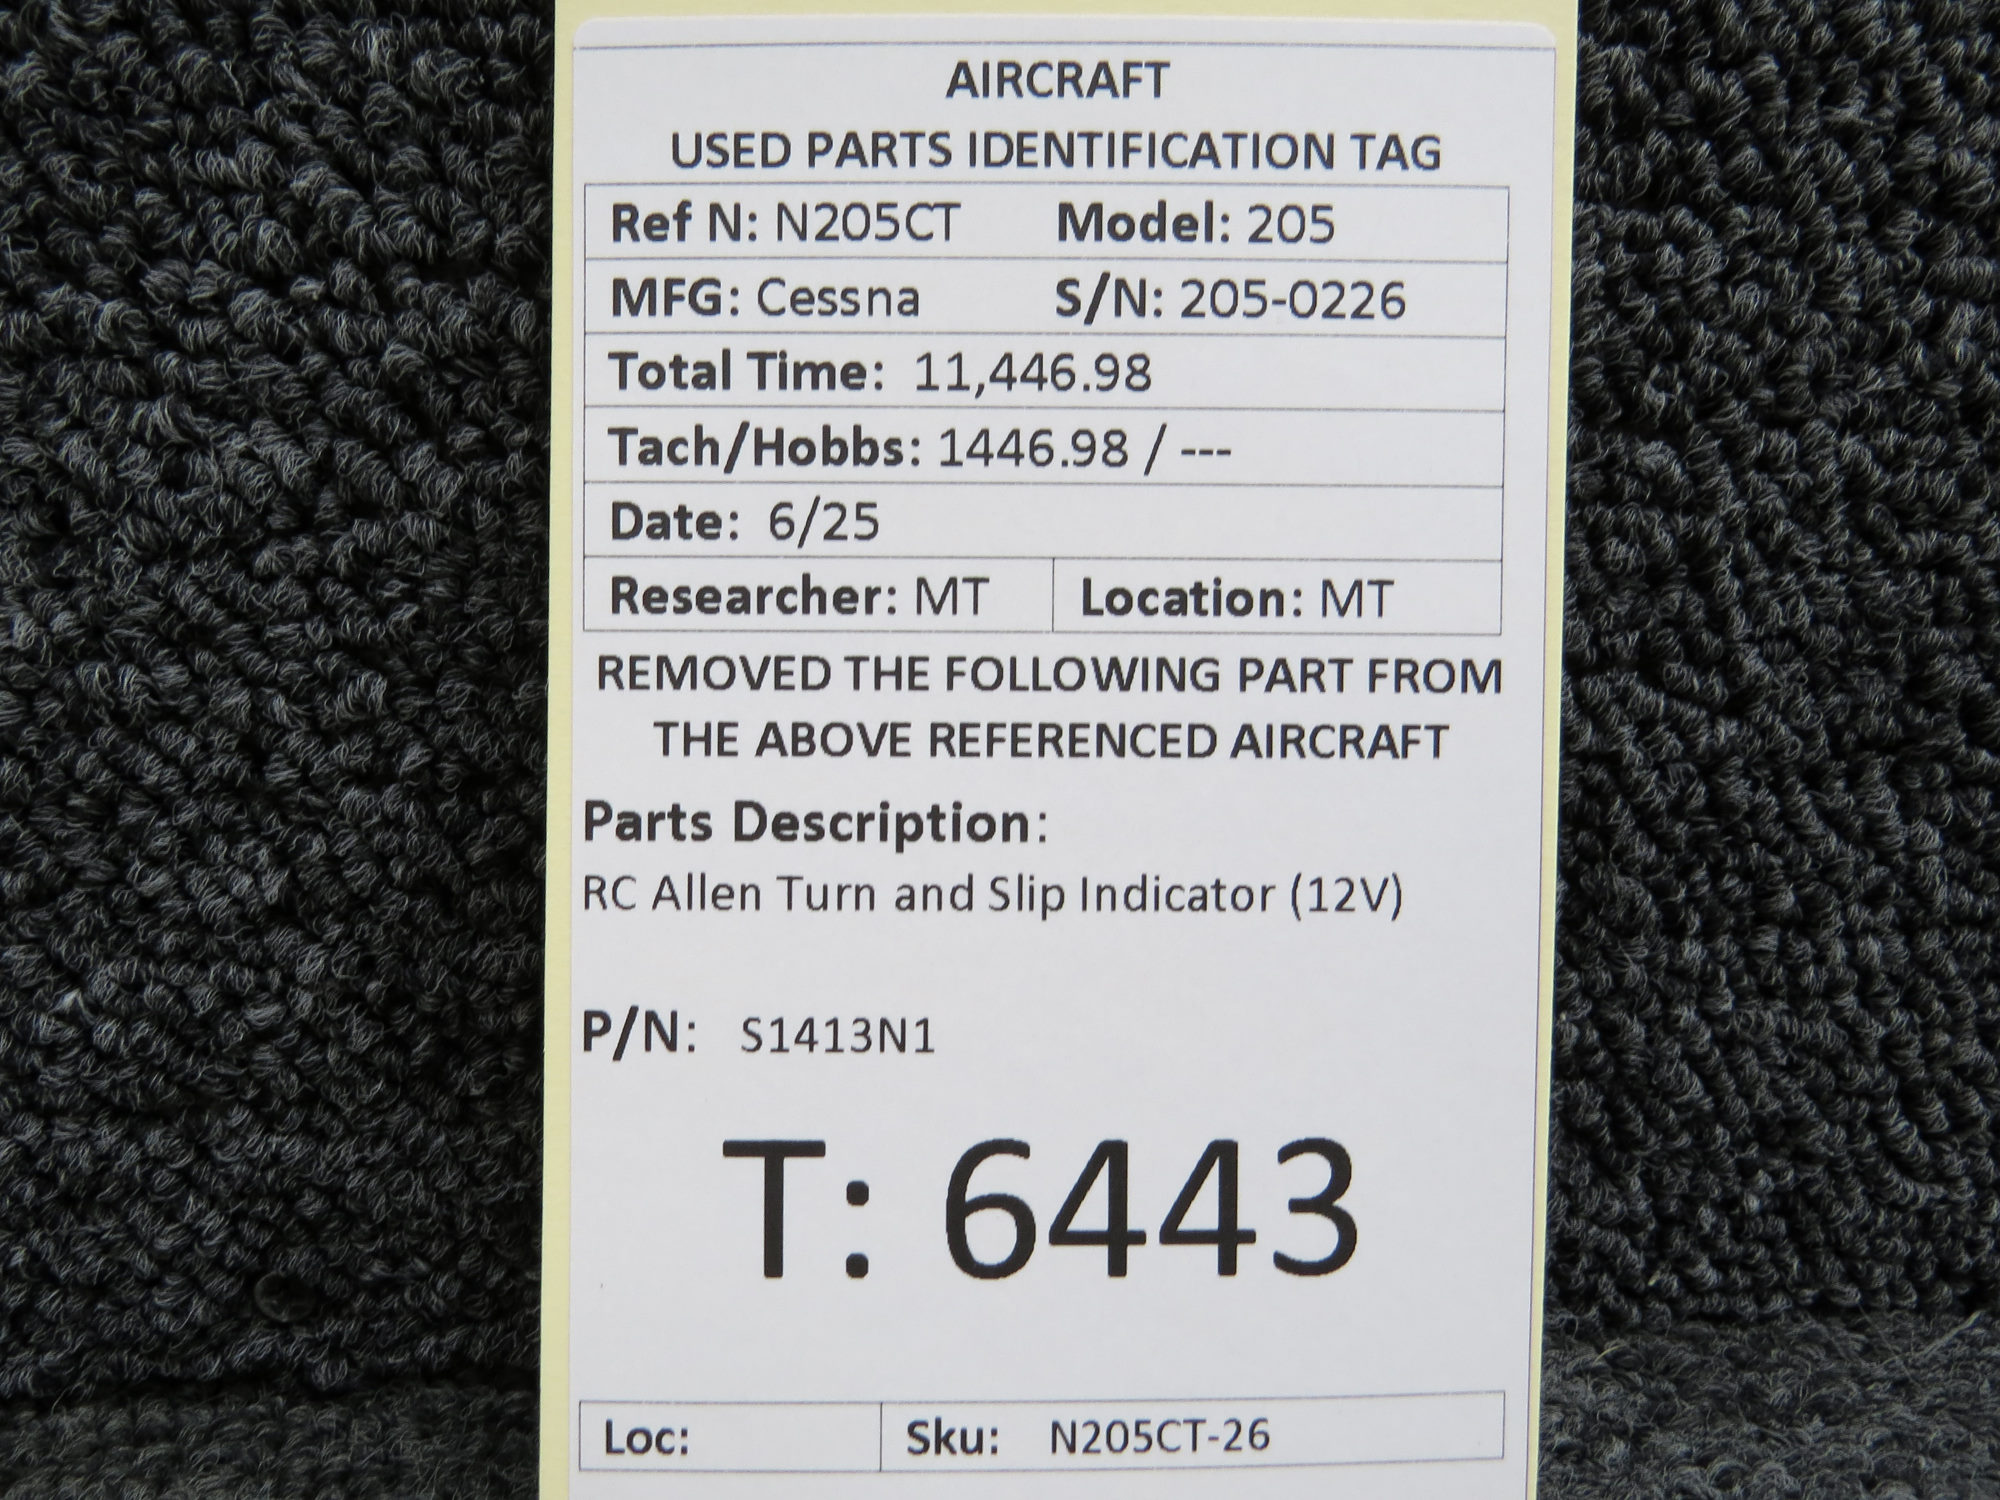 AIRCRAFT
USED PARTS IDENTIFICATION TAG
Ref N: N205CT Model: 205
MFG: Cessna S/N: 205-0226
Total Time: 11,446.98
Tach/Hobbs: 1446.98 / ---
Date: 6/25
Researcher: MT Location: MT
REMOVED THE FOLLOWING PART FROM
THE ABOVE REFERENCED AIRCRAFT
Parts Description:
RC Allen Turn and Slip Indicator (12V)
P/N: S1413N1
T: 6443
Loc: Sku: N205CT-26